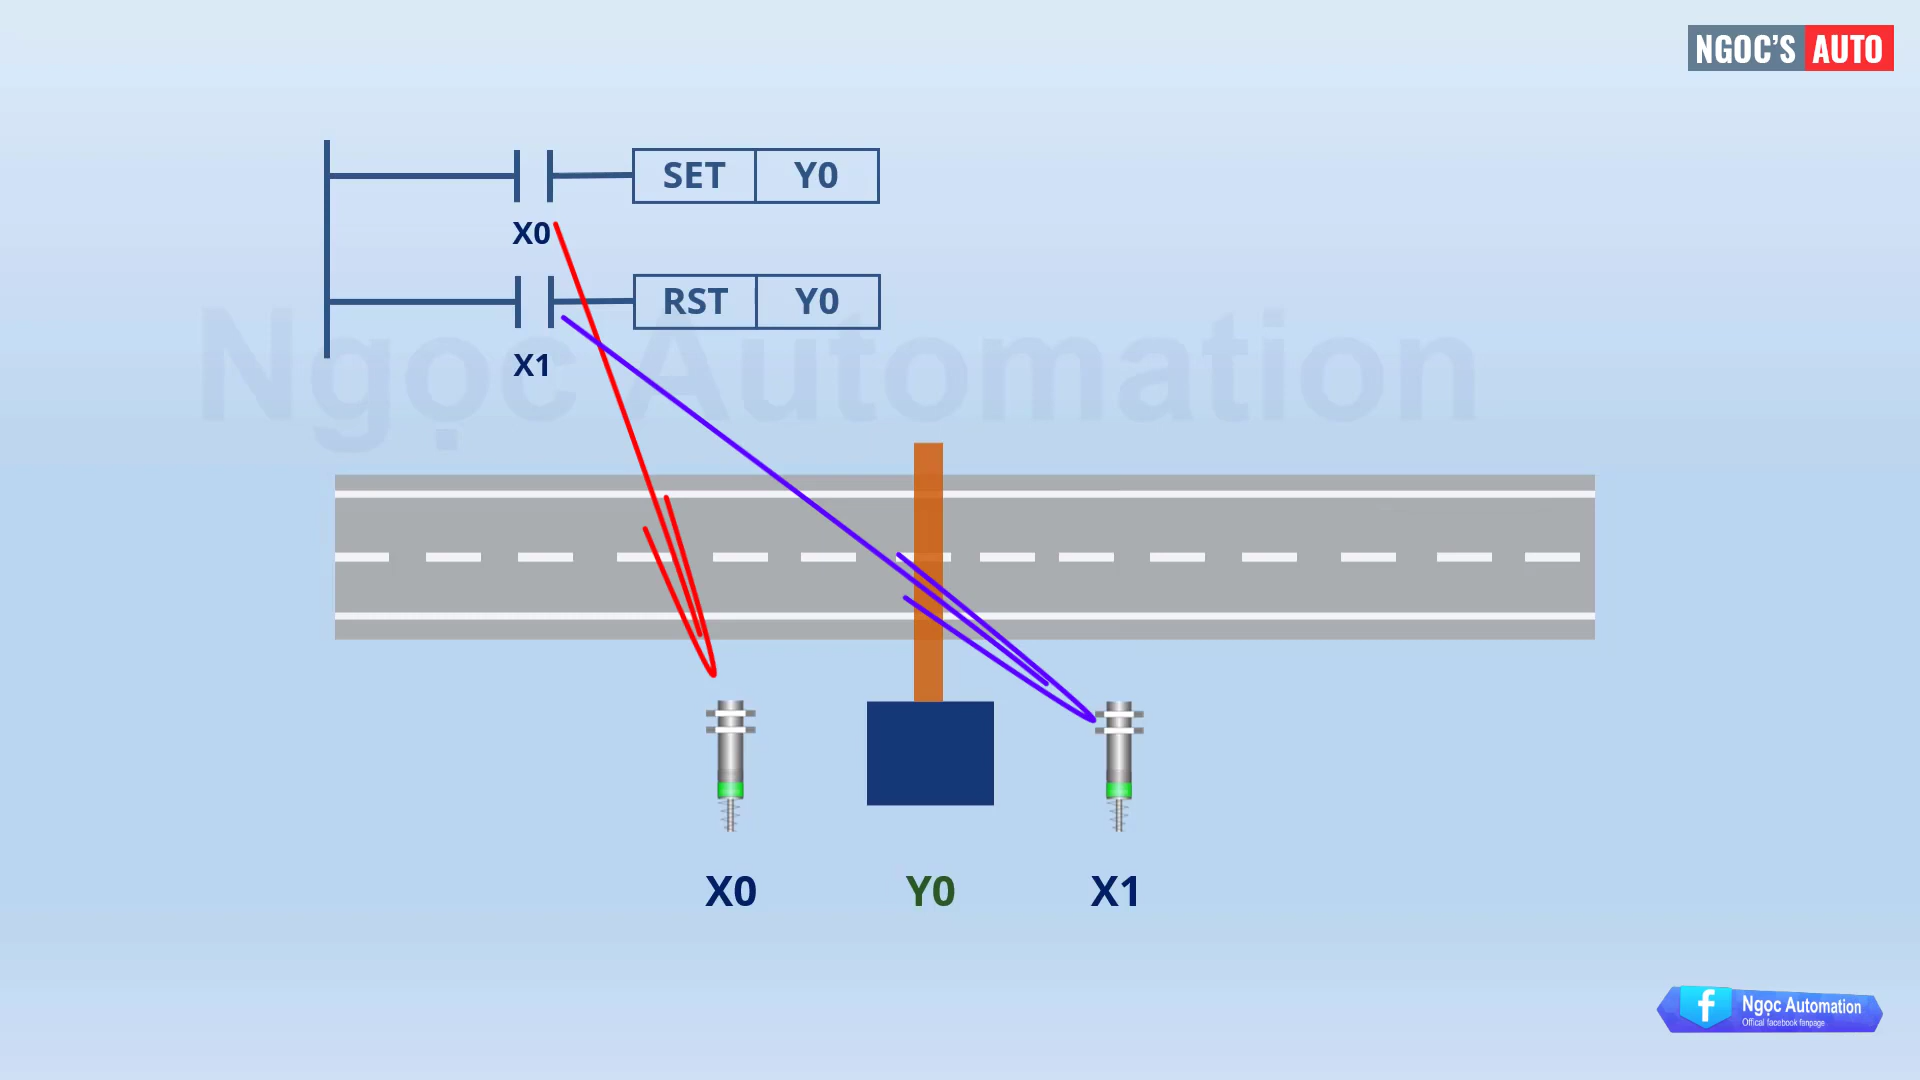 NGOC'S AUTO
SET Y0
X0
RST Y0
X1
Ngọc Automation
X0 Y0 X1
f Ngọc Automation
Offical facebook fanpage